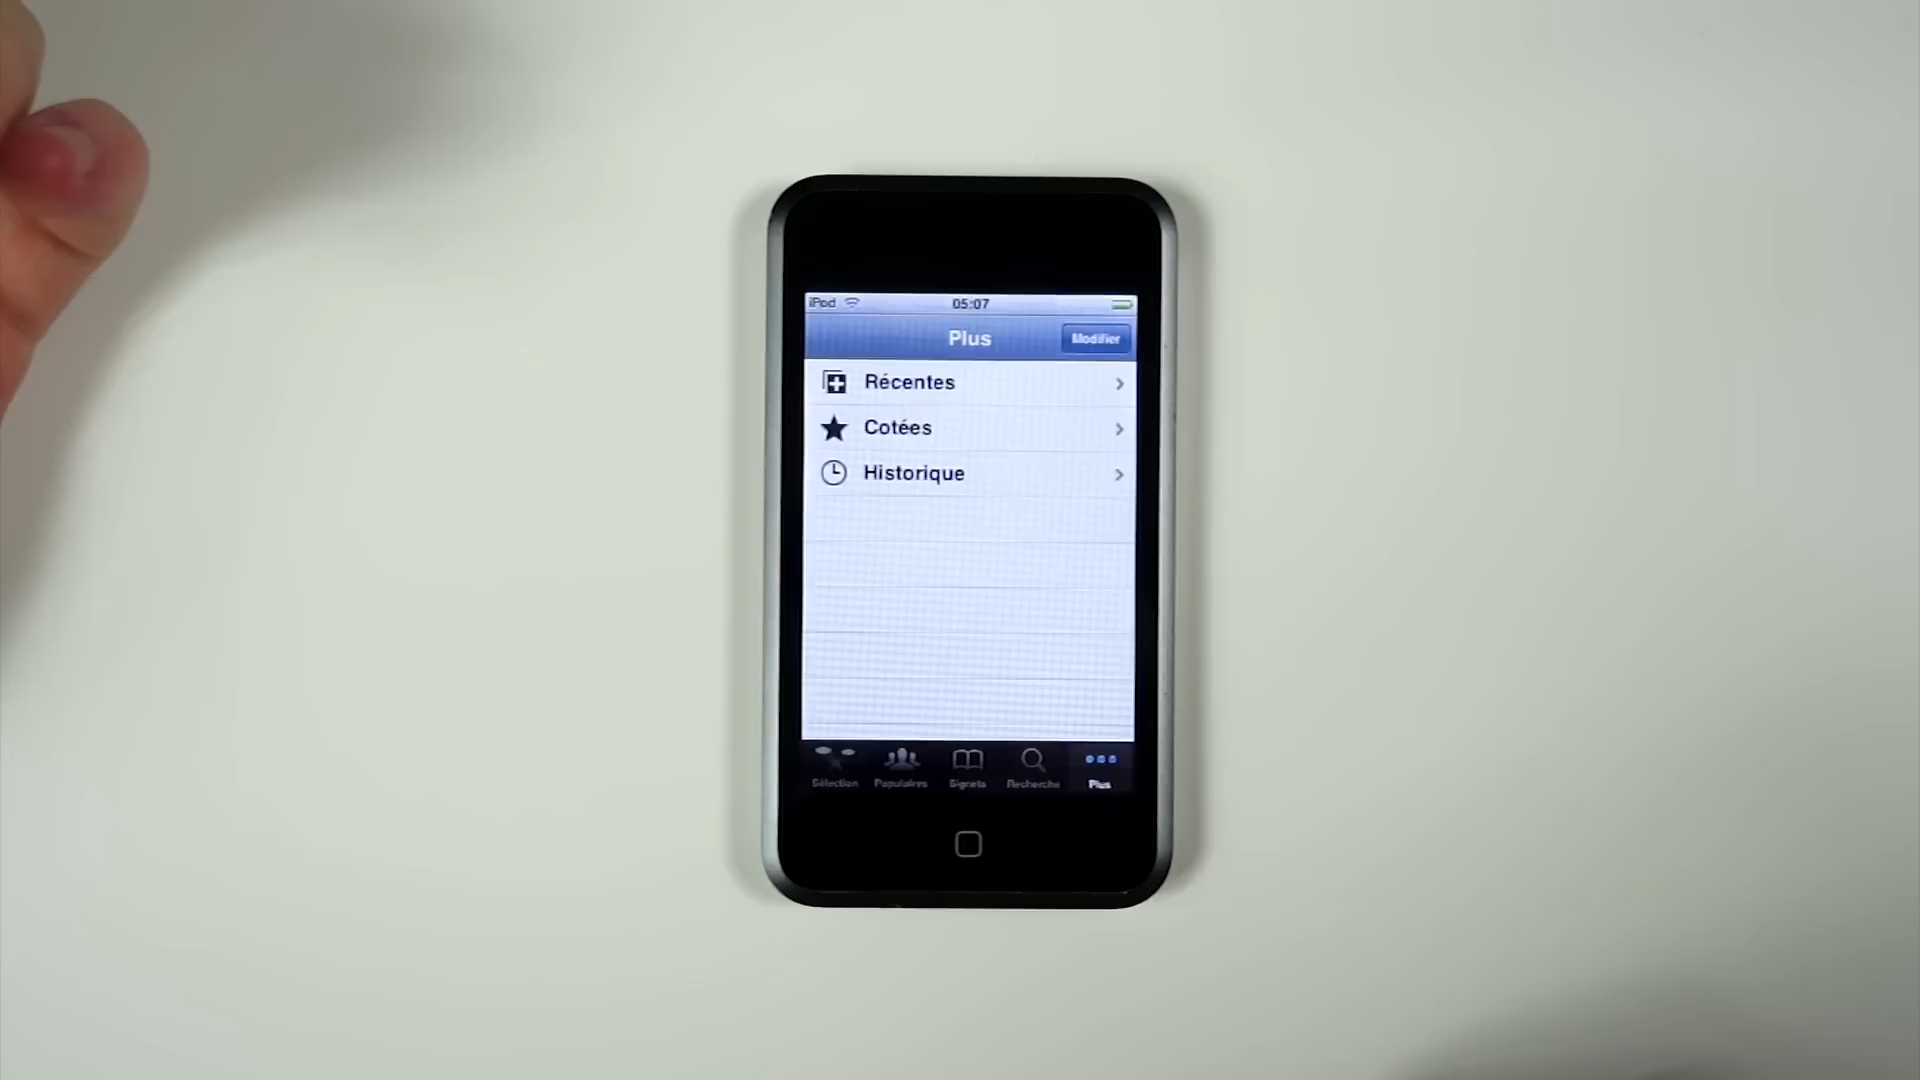 iPod 05:07
Plus Modifier
Récentes
Cotées
Historique
Sélection Populaires Signets Recherche Plus